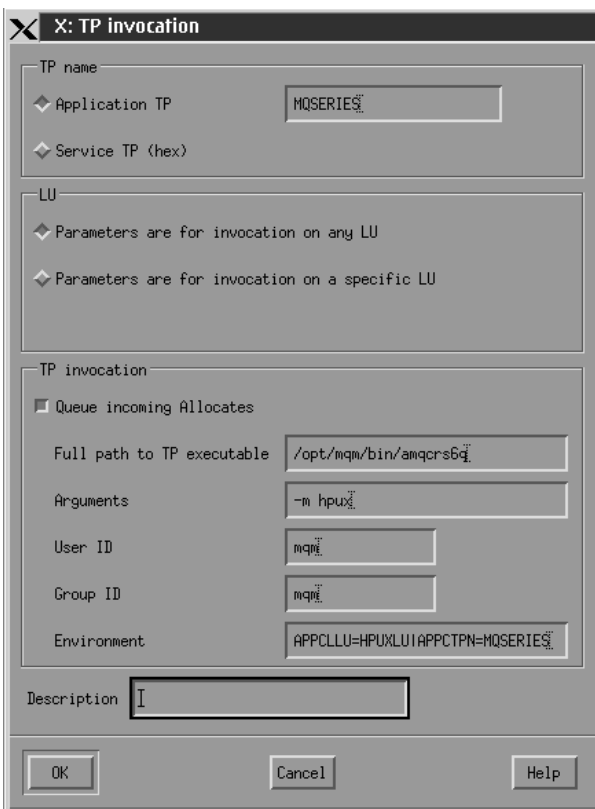 X: TP invocation
TP name
Application TP MQSERIES
Service TP (hex)
LU
Parameters are for invocation on any LU
Parameters are for invocation on a specific LU
TP invocation
Queue incoming Allocates
Full path to TP executable /opt/mqm/bin/amqcrs6a
Arguments -m hpux
User ID mqm
Group ID mqm
Environment APPCLLU=HPUXLU|APPCTPN=MQSERIES
Description
OK Cancel Help